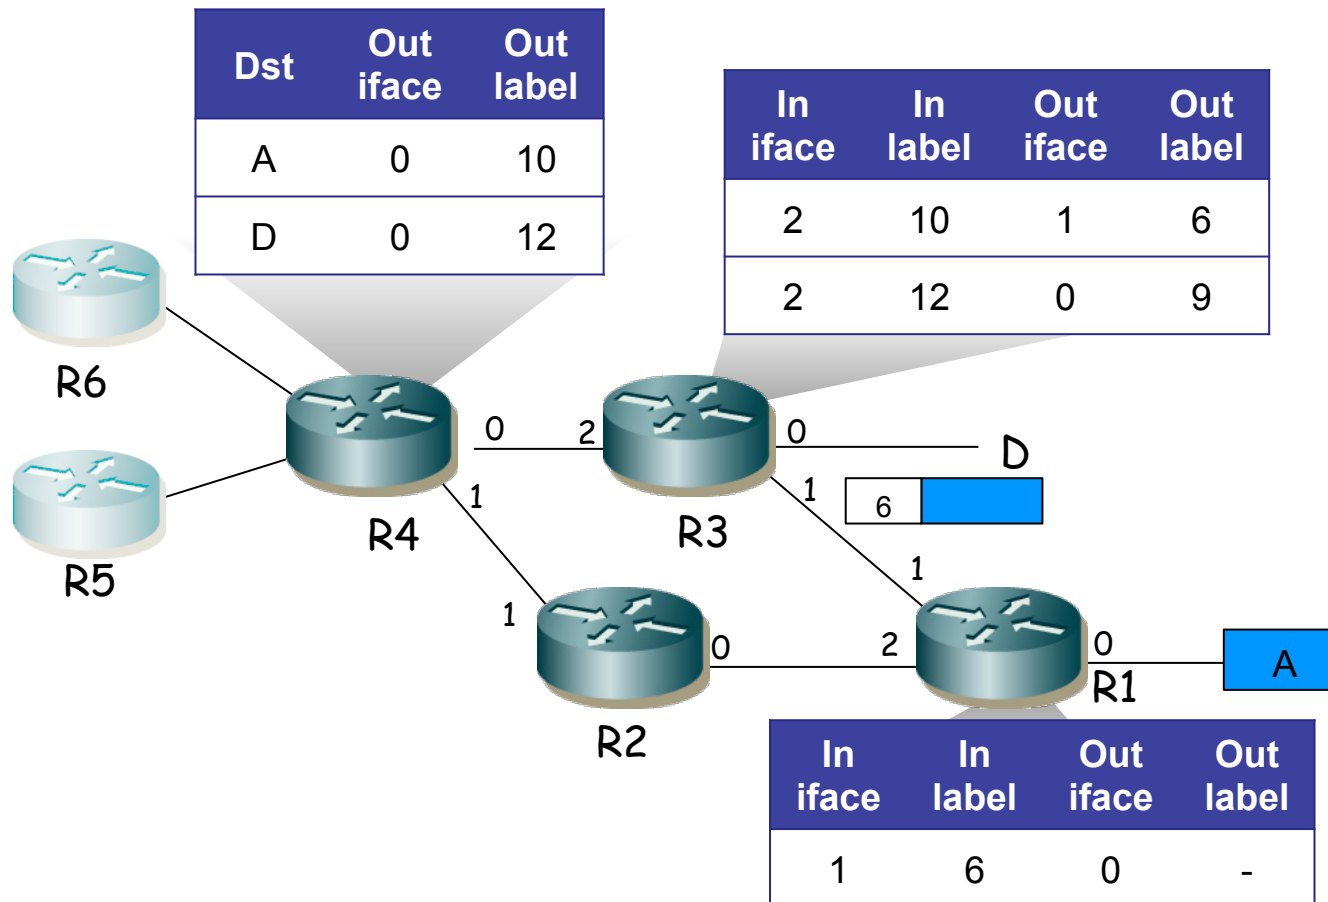 Dst Out iface Out label
A 0 10
D 0 12
In iface In label Out iface Out label
2 10 1 6
2 12 0 9
R6
R5
R4
0
1
2
R3
0
D
1
6
1
1
R2
0
2
R1
0
A
In iface In label Out iface Out label
1 6 0 -